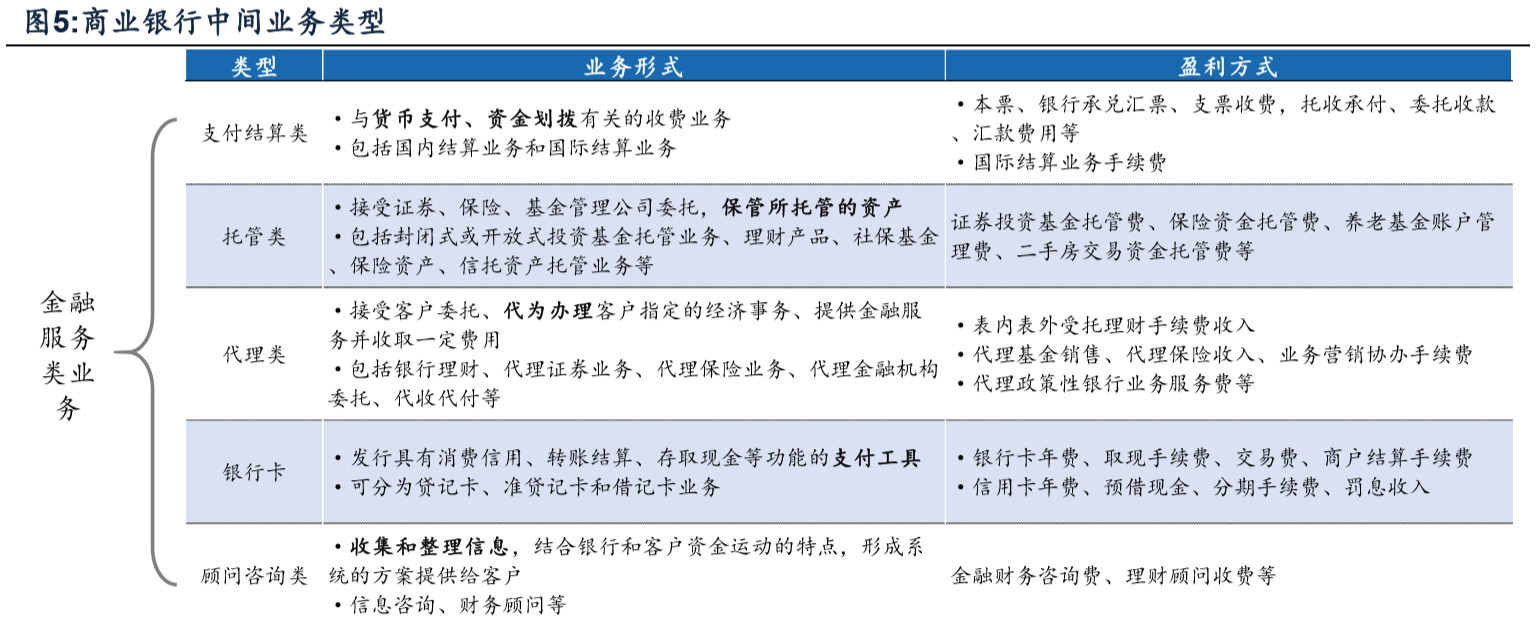 图5:商业银行中间业务类型
类型
业务形式
盈利方式
金融
服务
类业
务
支付结算类
·与货币支付、资金划拨有关的收费业务
·包括国内结算业务和国际结算业务
·本票、银行承兑汇票、支票收费，托收承付、委托收款
、汇款费用等
·国际结算业务手续费
托管类
·接受证券、保险、基金管理公司委托，保管所托管的资产
·包括封闭式或开放式投资基金托管业务、理财产品、社保基金
、保险资产、信托资产托管业务等
证券投资基金托管费、保险资金托管费、养老基金账户管
理费、二手房交易资金托管费等
代理类
·接受客户委托、代为办理客户指定的经济事务、提供金融服
务并收取一定费用
·包括银行理财、代理证券业务、代理保险业务、代理金融机构
委托、代收代付等
·表内表外受托理财手续费收入
·代理基金销售、代理保险收入、业务营销协办手续费
·代理政策性银行业务服务费等
银行卡
·发行具有消费信用、转账结算、存取现金等功能的支付工具
·可分为贷记卡、准贷记卡和借记卡业务
·银行卡年费、取现手续费、交易费、商户结算手续费
·信用卡年费、预借现金、分期手续费、罚息收入
顾问咨询类
·收集和整理信息，结合银行和客户资金运动的特点，形成系
统的方案提供给客户
·信息咨询、财务顾问等
金融财务咨询费、理财顾问收费等